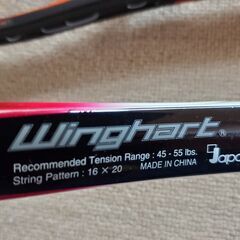 Winghart®
Recommended Tension Range : 45 - 55 lbs.
String Pattern : 16 × 20
MADE IN CHINA